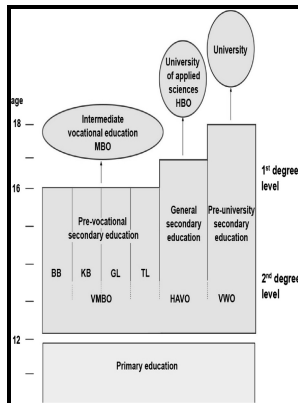 University
University
of applied
sciences
HBO
age
Intermediate
vocational education
MBO
18
1st degree
level
16
Pre-vocational
secondary education
General
secondary
education
Pre-university
secondary
education
BB
KB
GL
TL
2nd degree
level
VMBO
HAVO
VWO
12
Primary education